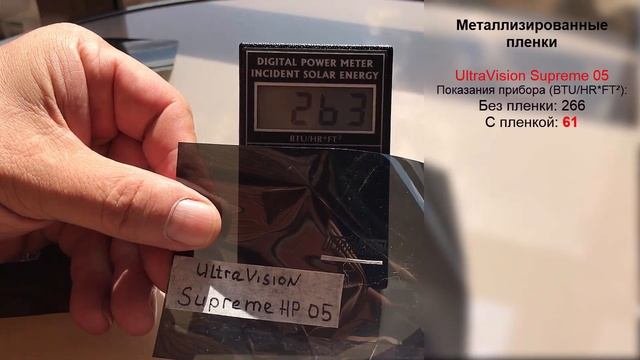 DIGITAL POWER METER
INCIDENT SOLAR ENERGY
263
BTU/HR*FT²
UltraVision
Supreme HP 05
Металлизированные
пленки
UltraVision Supreme 05
Показания прибора (BTU/HR*FT²):
Без пленки: 266
С пленкой: 61